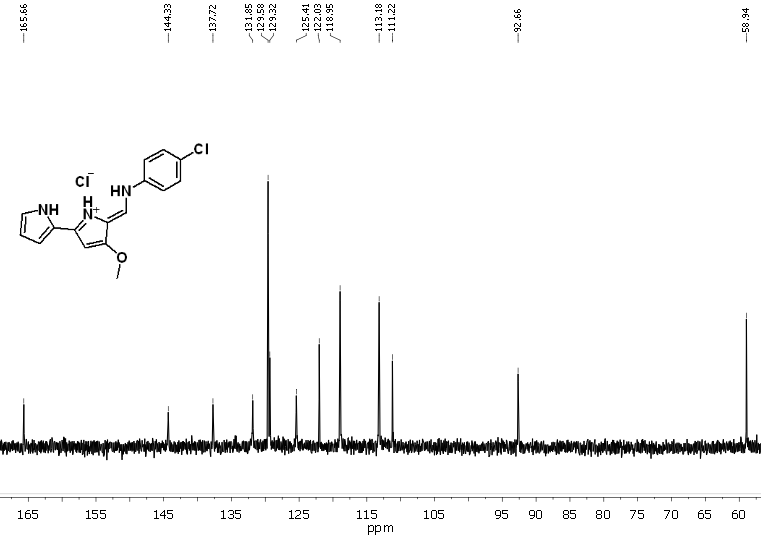 165.66
144.33
137.72
131.85
129.58
129.32
125.41
122.03
118.95
113.18
111.22
92.66
58.94
Cl
Cl⁻
HN
H
NH
N⁺
O
165 155 145 135 125 115 105 95 90 85 80 75 70 65 60
ppm